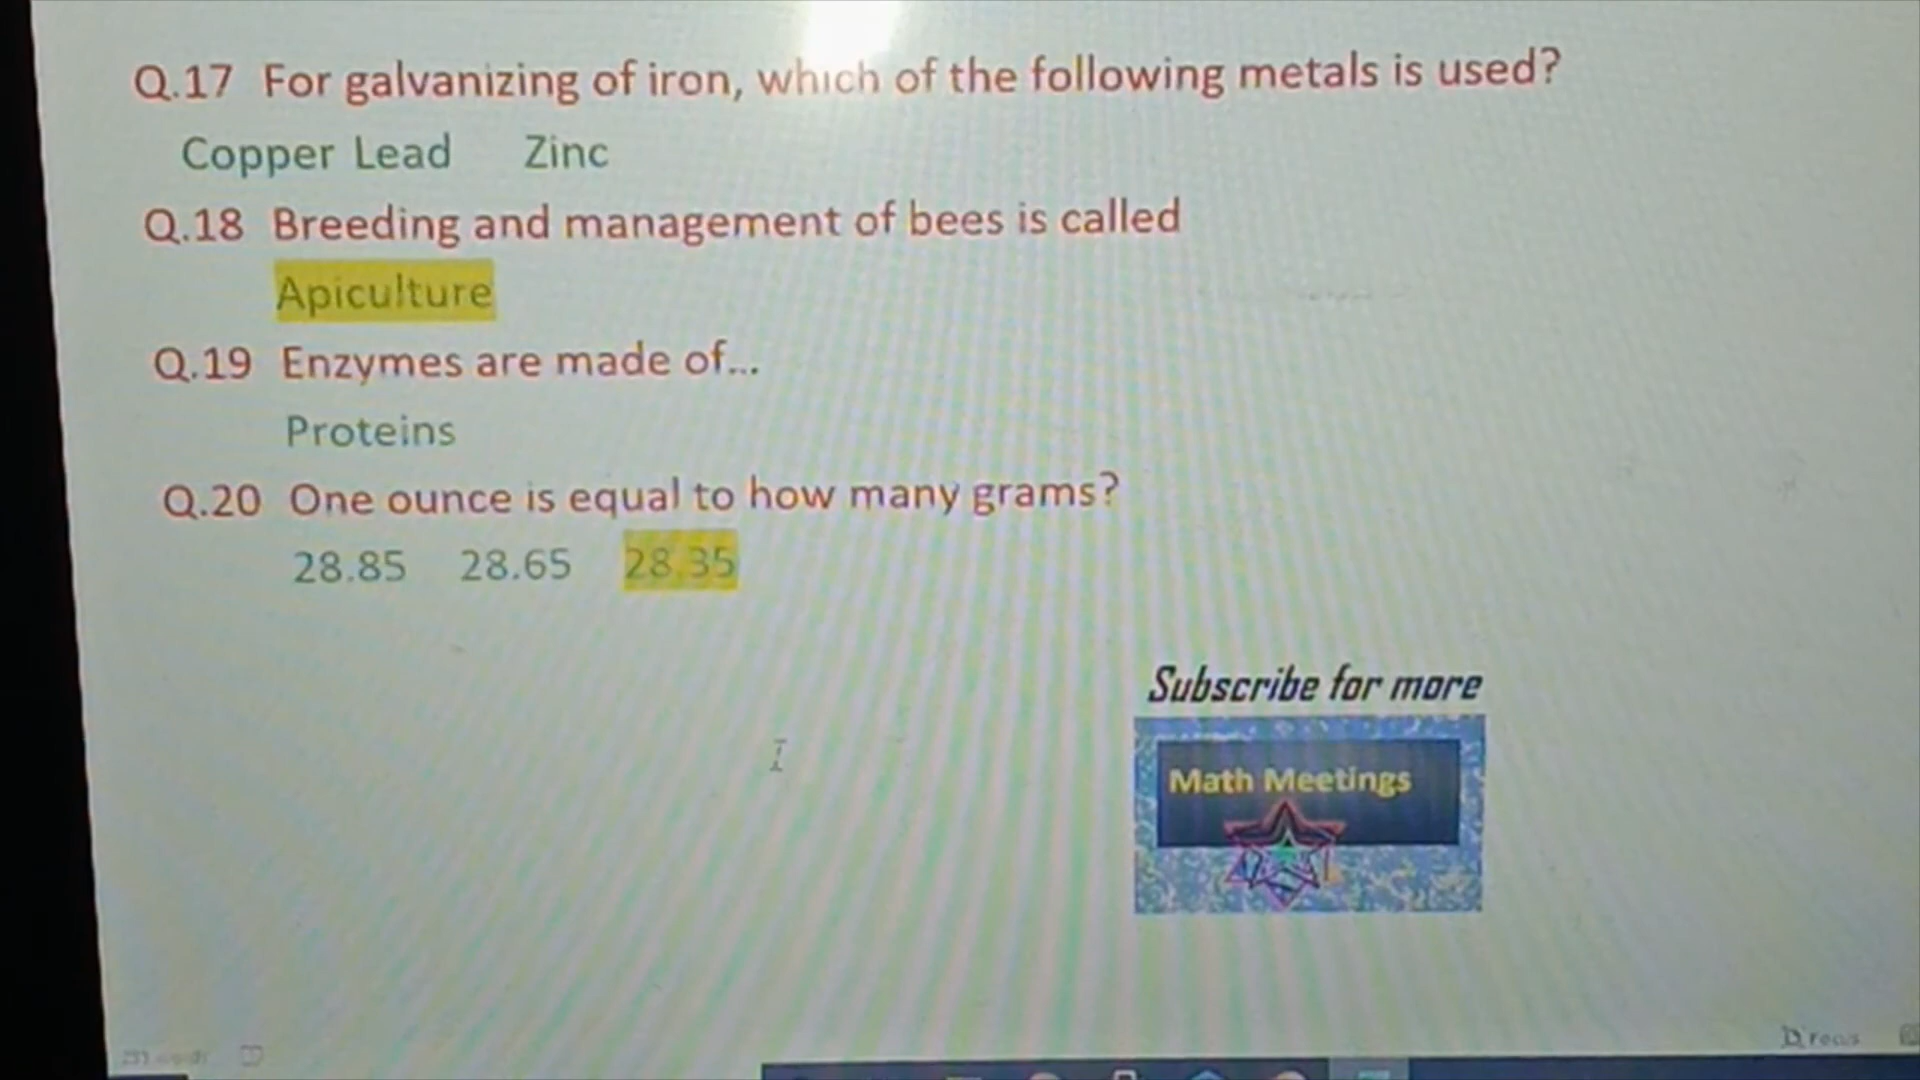 Q.17 For galvanizing of iron, which of the following metals is used?
Copper Lead Zinc
Q.18 Breeding and management of bees is called
Apiculture
Q.19 Enzymes are made of...
Proteins
Q.20 One ounce is equal to how many grams?
28.85 28.65 28.35
Subscribe for more
Math Meetings